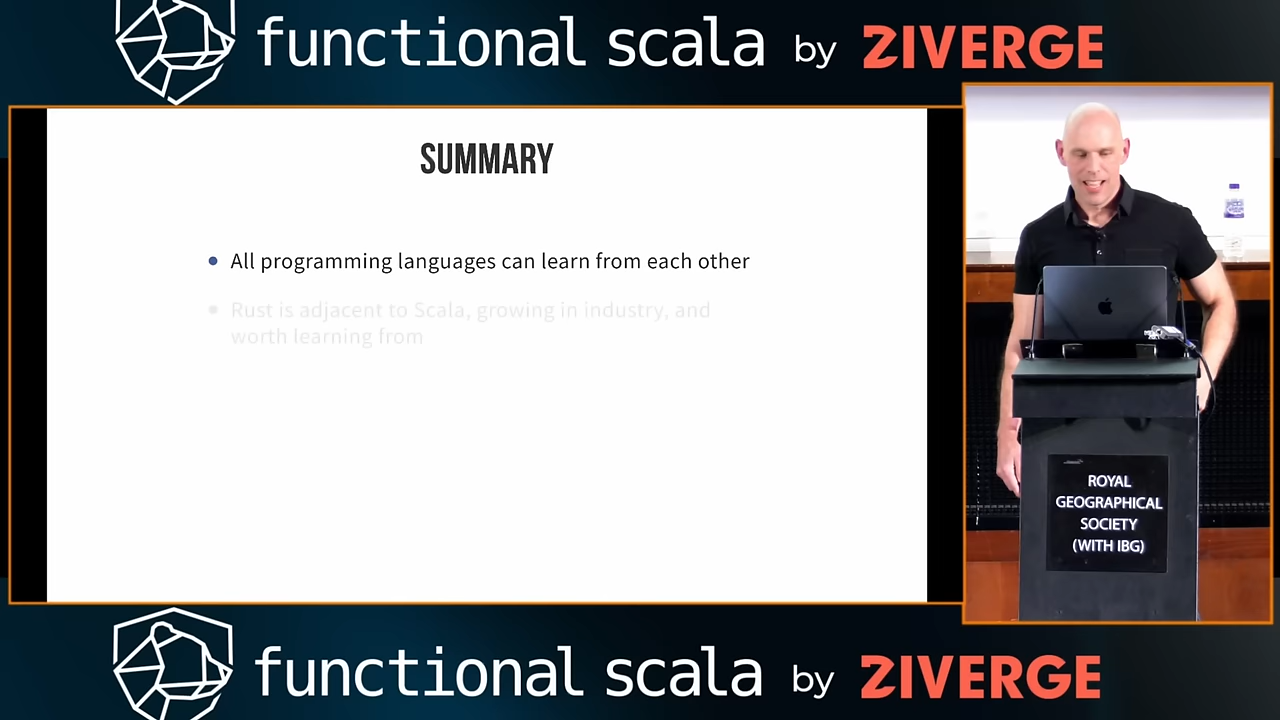 functional scala by ZIVERGE
SUMMARY
All programming languages can learn from each other
Rust is adjacent to Scala, growing in industry, and
worth learning from
ROYAL
GEOGRAPHICAL
SOCIETY
(WITH IBG)
functional scala by ZIVERGE